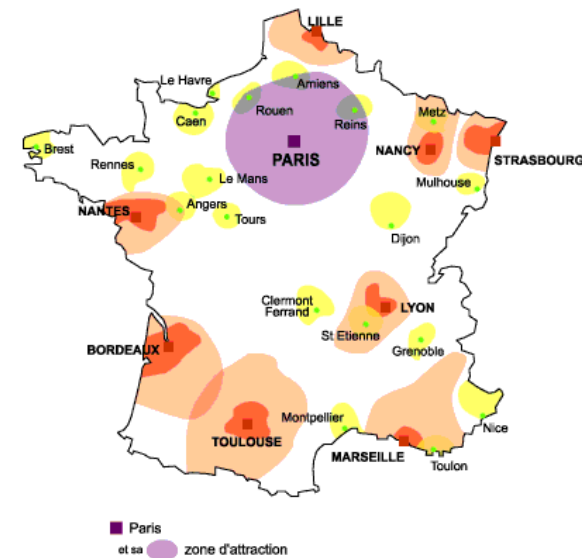 LILLE
Le Havre
Amiens
Rouen
Caen
Reins
Metz
Brest
PARIS
NANCY
STRASBOURG
Rennes
Le Mans
Mulhouse
NANTES
Angers
Tours
Dijon
Clermont
Ferrand
LYON
St Etienne
BORDEAUX
Grenoble
Montpellier
Nice
TOULOUSE
MARSEILLE
Toulon
Paris
et sa zone d'attraction